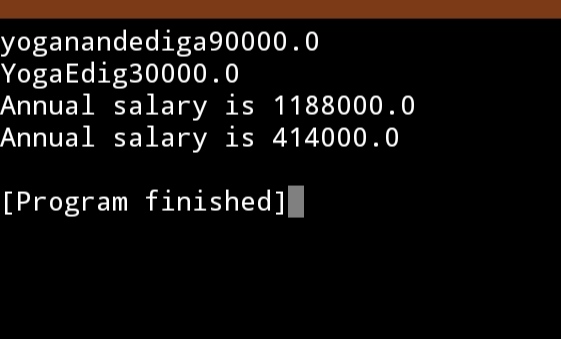 yoganandediga90000.0
YogaEdig30000.0
Annual salary is 1188000.0
Annual salary is 414000.0
[Program finished]